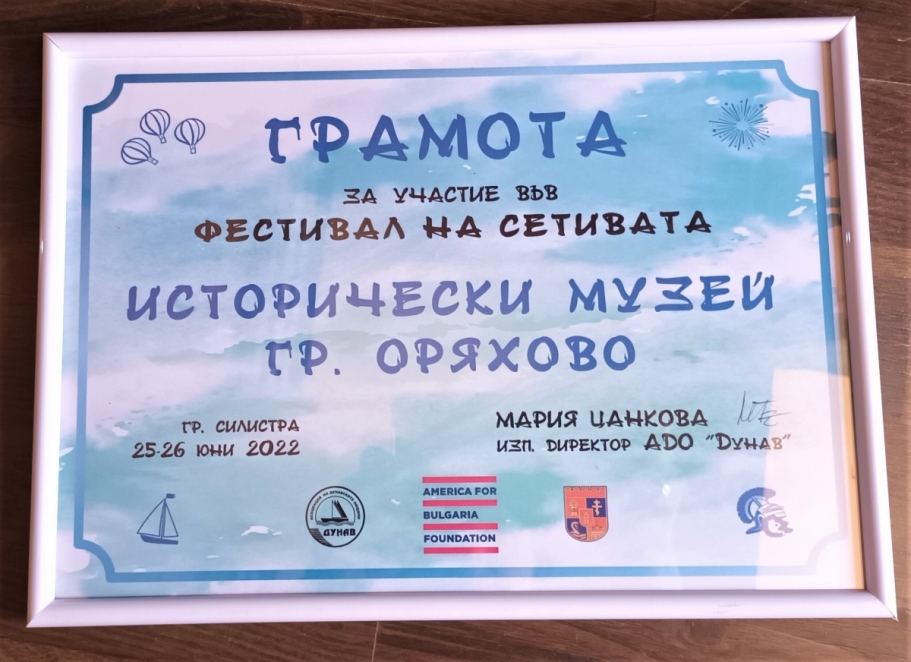 ГРАМОТА
ЗА УЧАСТИЕ ВЪВ
ФЕСТИВАЛ НА СЕТИВАТА
ИСТОРИЧЕСКИ МУЗЕЙ
ГР. ОРЯХОВО
ГР. СИЛИСТРА
25-26 ЮНИ 2022
МАРИЯ ЦАНКОВА
ИЗП. ДИРЕКТОР АДО "ДУНАВ"
ДУНАВ
AMERICA FOR
BULGARIA
FOUNDATION